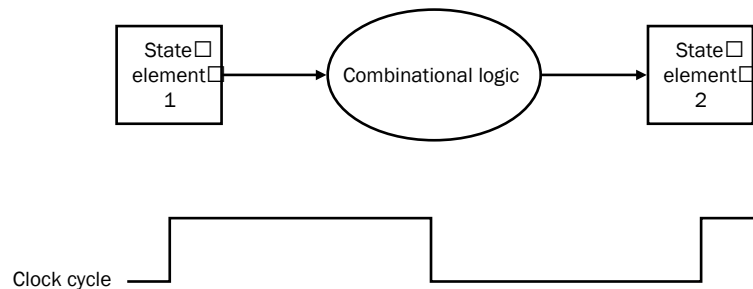 State□
element□
1
Combinational logic
State□
element□
2
Clock cycle